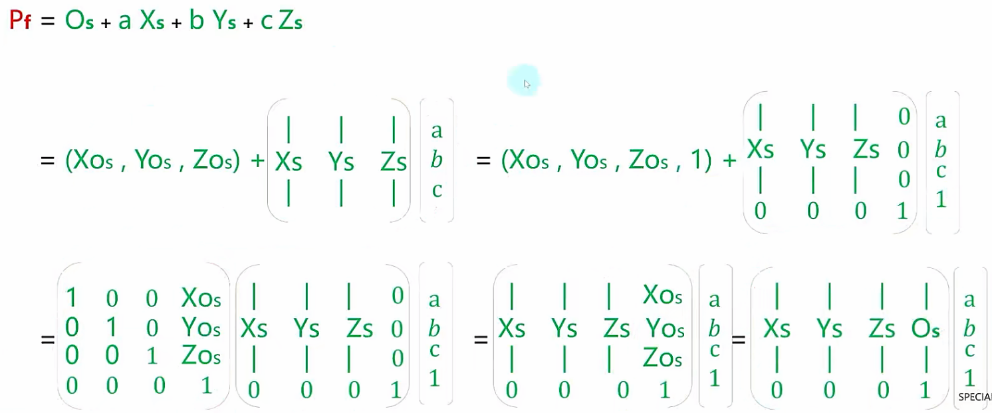 Pf = Os + a Xs + b Ys + c Zs
= (Xos , Yos , Zos) + ( | | | ; Xs Ys Zs ; | | | ) ( a b c ) = (Xos , Yos , Zos , 1) + ( | | | 0 ; Xs Ys Zs 0 ; | | | 0 ; 0 0 0 1 ) ( a b c 1 )
= ( 1 0 0 Xos ; 0 1 0 Yos ; 0 0 1 Zos ; 0 0 0 1 ) ( | | | 0 ; Xs Ys Zs 0 ; | | | 0 ; 0 0 0 1 ) ( a b c 1 ) = ( | | | Xos ; Xs Ys Zs Yos ; | | | Zos ; 0 0 0 1 ) ( a b c 1 ) = ( | | | | ; Xs Ys Zs Os ; | | | | ; 0 0 0 1 ) ( a b c 1 )
SPECIA